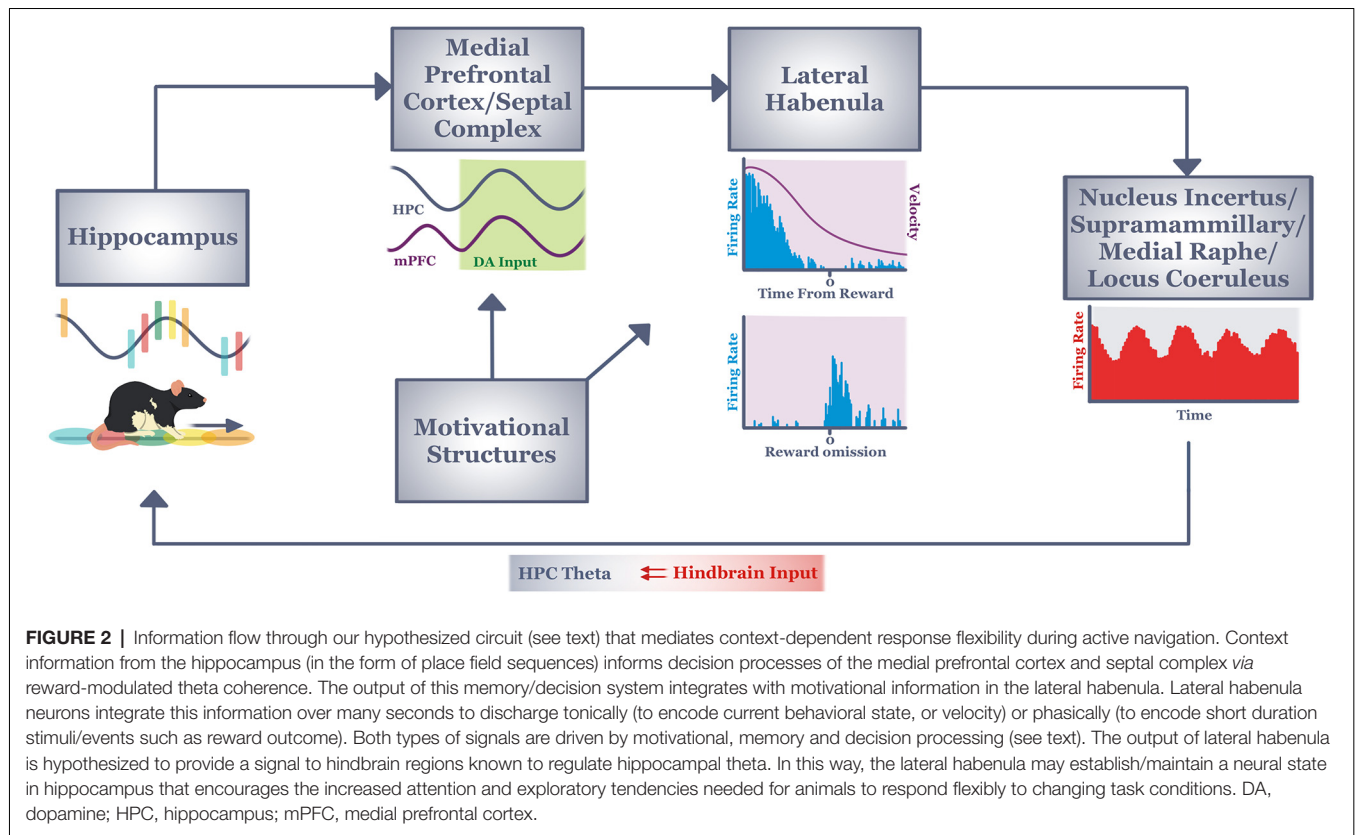 Medial
Prefrontal
Cortex/Septal
Complex
Lateral
Habenula
Hippocampus
HPC
mPFC
DA Input
Firing Rate
Velocity
0
Time From Reward
Nucleus Incertus/
Supramammillary/
Medial Raphe/
Locus Coeruleus
Motivational
Structures
Firing Rate
0
Reward omission
Firing Rate
Time
HPC Theta
Hindbrain Input
FIGURE 2 | Information flow through our hypothesized circuit (see text) that mediates context-dependent response flexibility during active navigation. Context
information from the hippocampus (in the form of place field sequences) informs decision processes of the medial prefrontal cortex and septal complex via
reward-modulated theta coherence. The output of this memory/decision system integrates with motivational information in the lateral habenula. Lateral habenula
neurons integrate this information over many seconds to discharge tonically (to encode current behavioral state, or velocity) or phasically (to encode short duration
stimuli/events such as reward outcome). Both types of signals are driven by motivational, memory and decision processing (see text). The output of lateral habenula
is hypothesized to provide a signal to hindbrain regions known to regulate hippocampal theta. In this way, the lateral habenula may establish/maintain a neural state
in hippocampus that encourages the increased attention and exploratory tendencies needed for animals to respond flexibly to changing task conditions. DA,
dopamine; HPC, hippocampus; mPFC, medial prefrontal cortex.